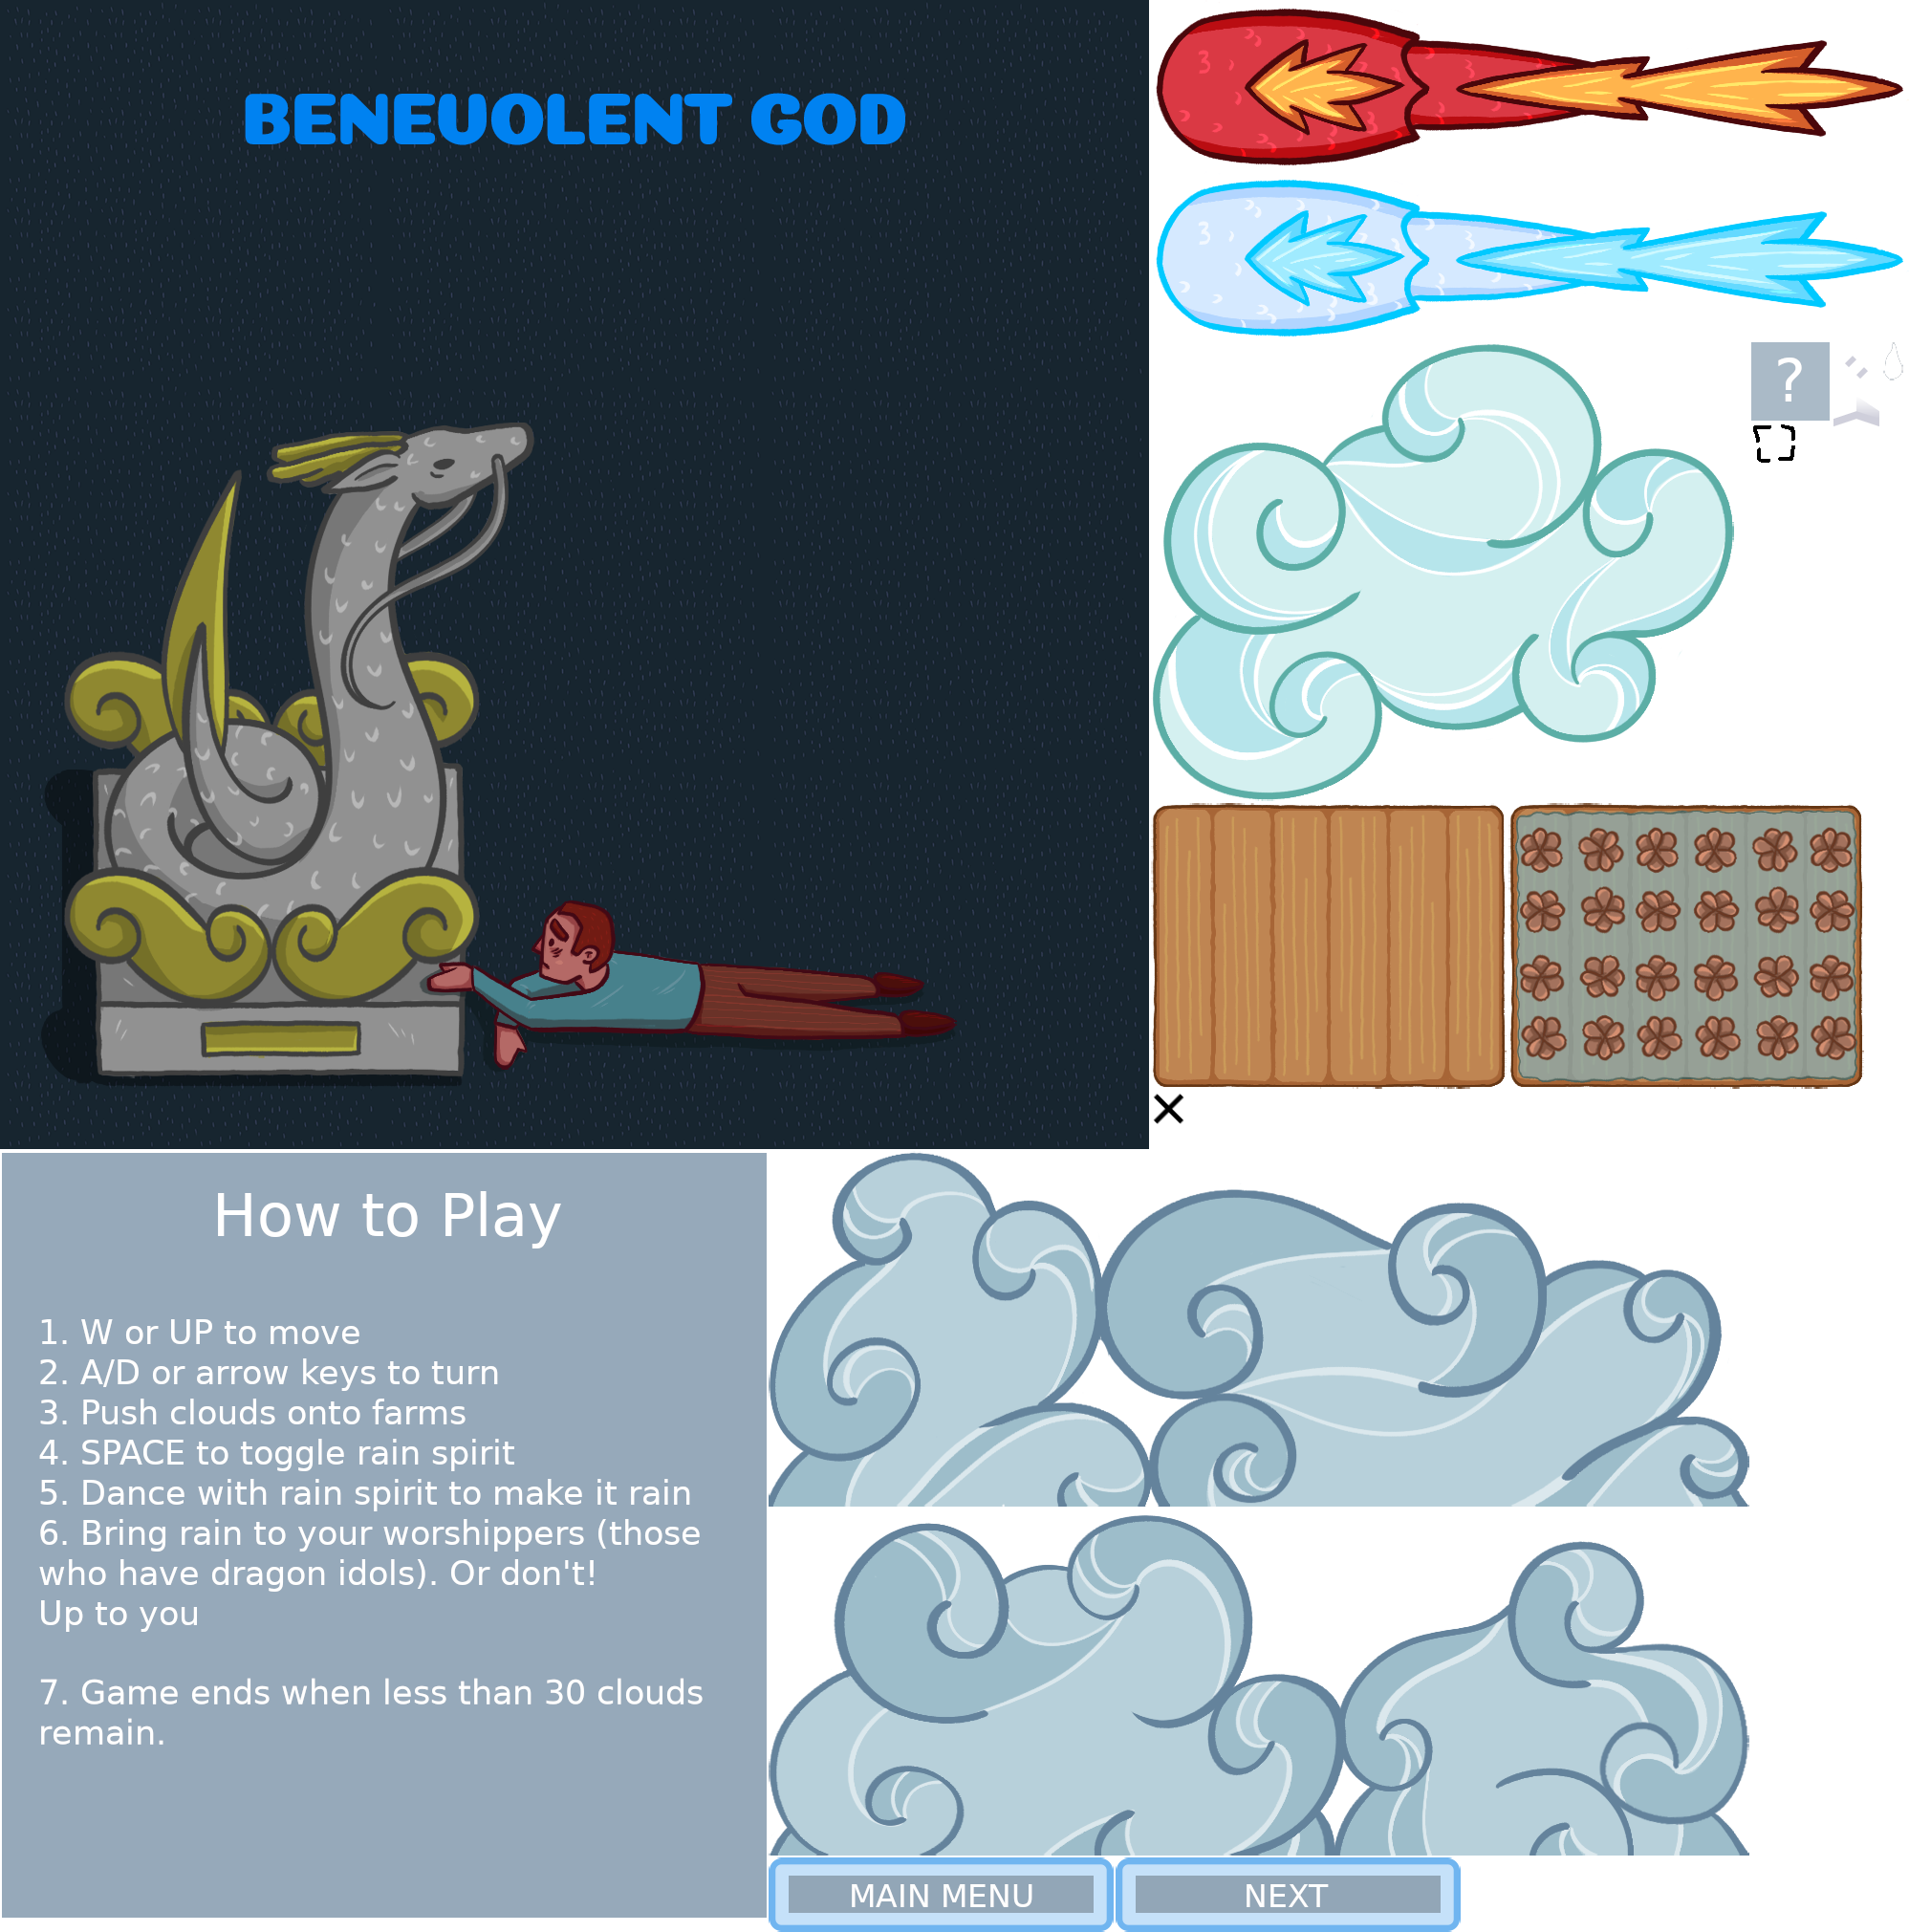 BENEUOLENT GOD
?
How to Play
1. W or UP to move
2. A/D or arrow keys to turn
3. Push clouds onto farms
4. SPACE to toggle rain spirit
5. Dance with rain spirit to make it rain
6. Bring rain to your worshippers (those
who have dragon idols). Or don't!
Up to you
7. Game ends when less than 30 clouds
remain.
MAIN MENU
NEXT